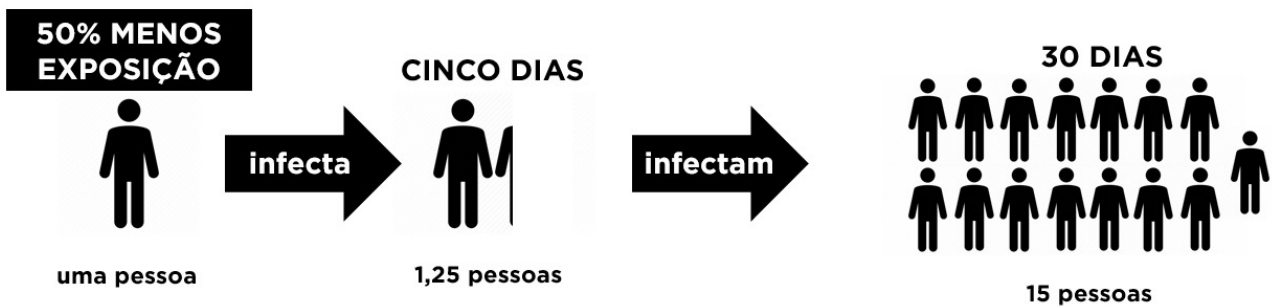 50% MENOS
EXPOSIÇÃO
uma pessoa
infecta
CINCO DIAS
1,25 pessoas
infectam
30 DIAS
15 pessoas